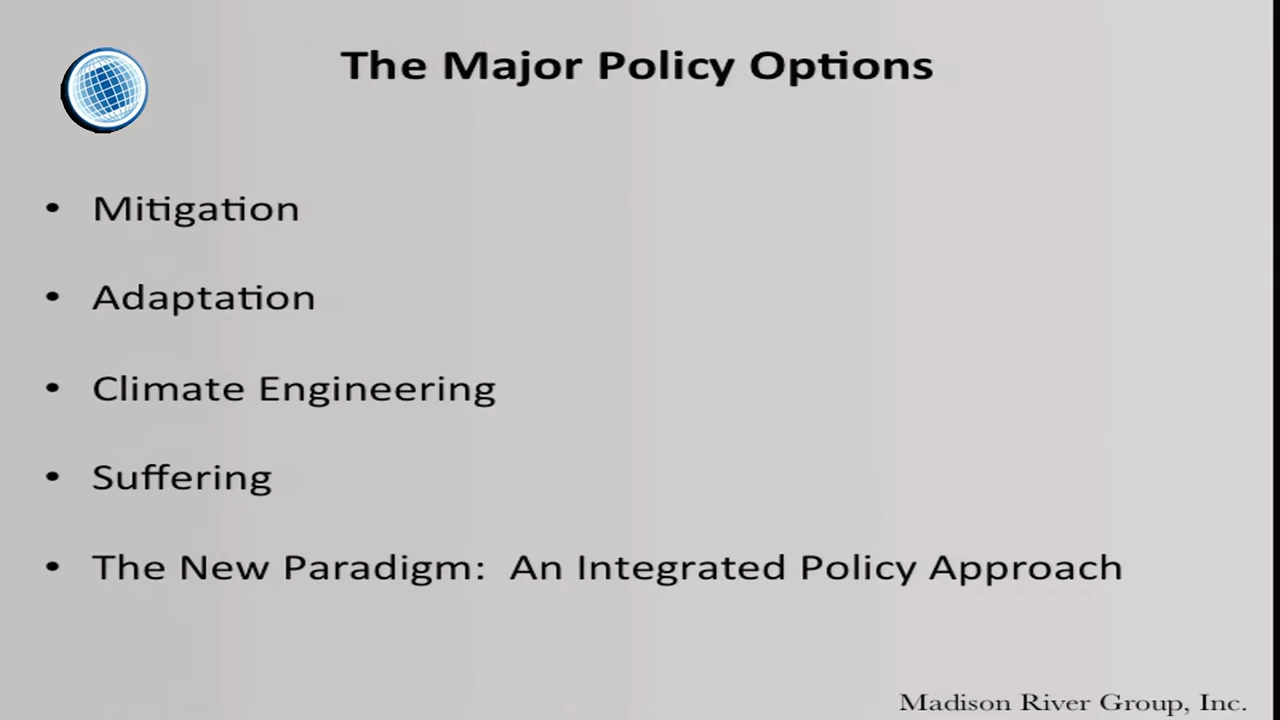 The Major Policy Options
• Mitigation
• Adaptation
• Climate Engineering
• Suffering
• The New Paradigm:  An Integrated Policy Approach
Madison River Group, Inc.